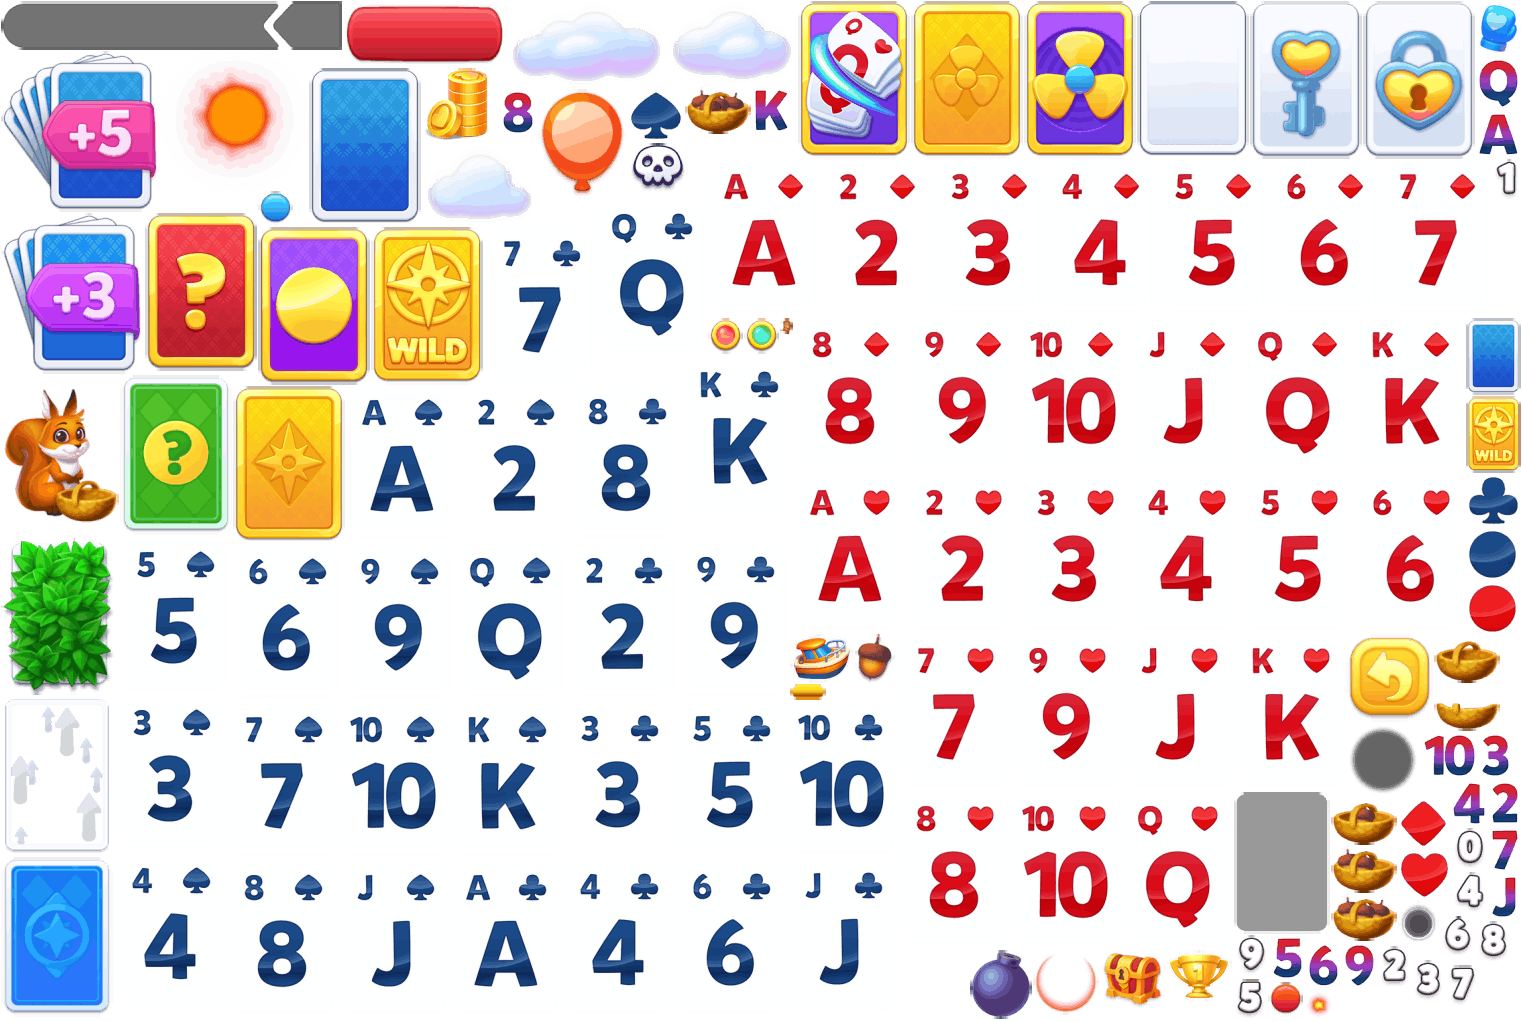 +5
8
K
Q
A
1
A 2 3 4 5 6 7
A 2 3 4 5 6 7
+3
?
WILD
7
7
Q
Q
8 9 10 J Q K
8 9 10 J Q K
WILD
K
K
?
A 2 8
A 2 8
A 2 3 4 5 6
A 2 3 4 5 6
5 6 9 Q 2 9
5 6 9 Q 2 9
7 9 J K
7 9 J K
3 7 10 K 3 5 10
3 7 10 K 3 5 10
10 3
4 2
0 7
4 J
6 8
8 10 Q
8 10 Q
4 8 J A 4 6 J
4 8 J A 4 6 J
1
9 5 6 9 2 3 7
5